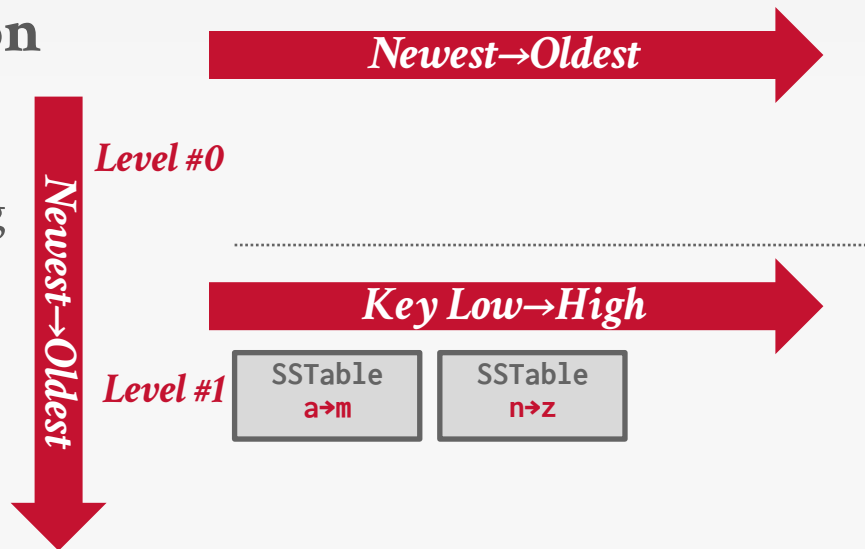 on
Newest→Oldest
Level #0
g
Newest→Oldest
Key Low→High
Level #1
SSTable
a→m
SSTable
n→z